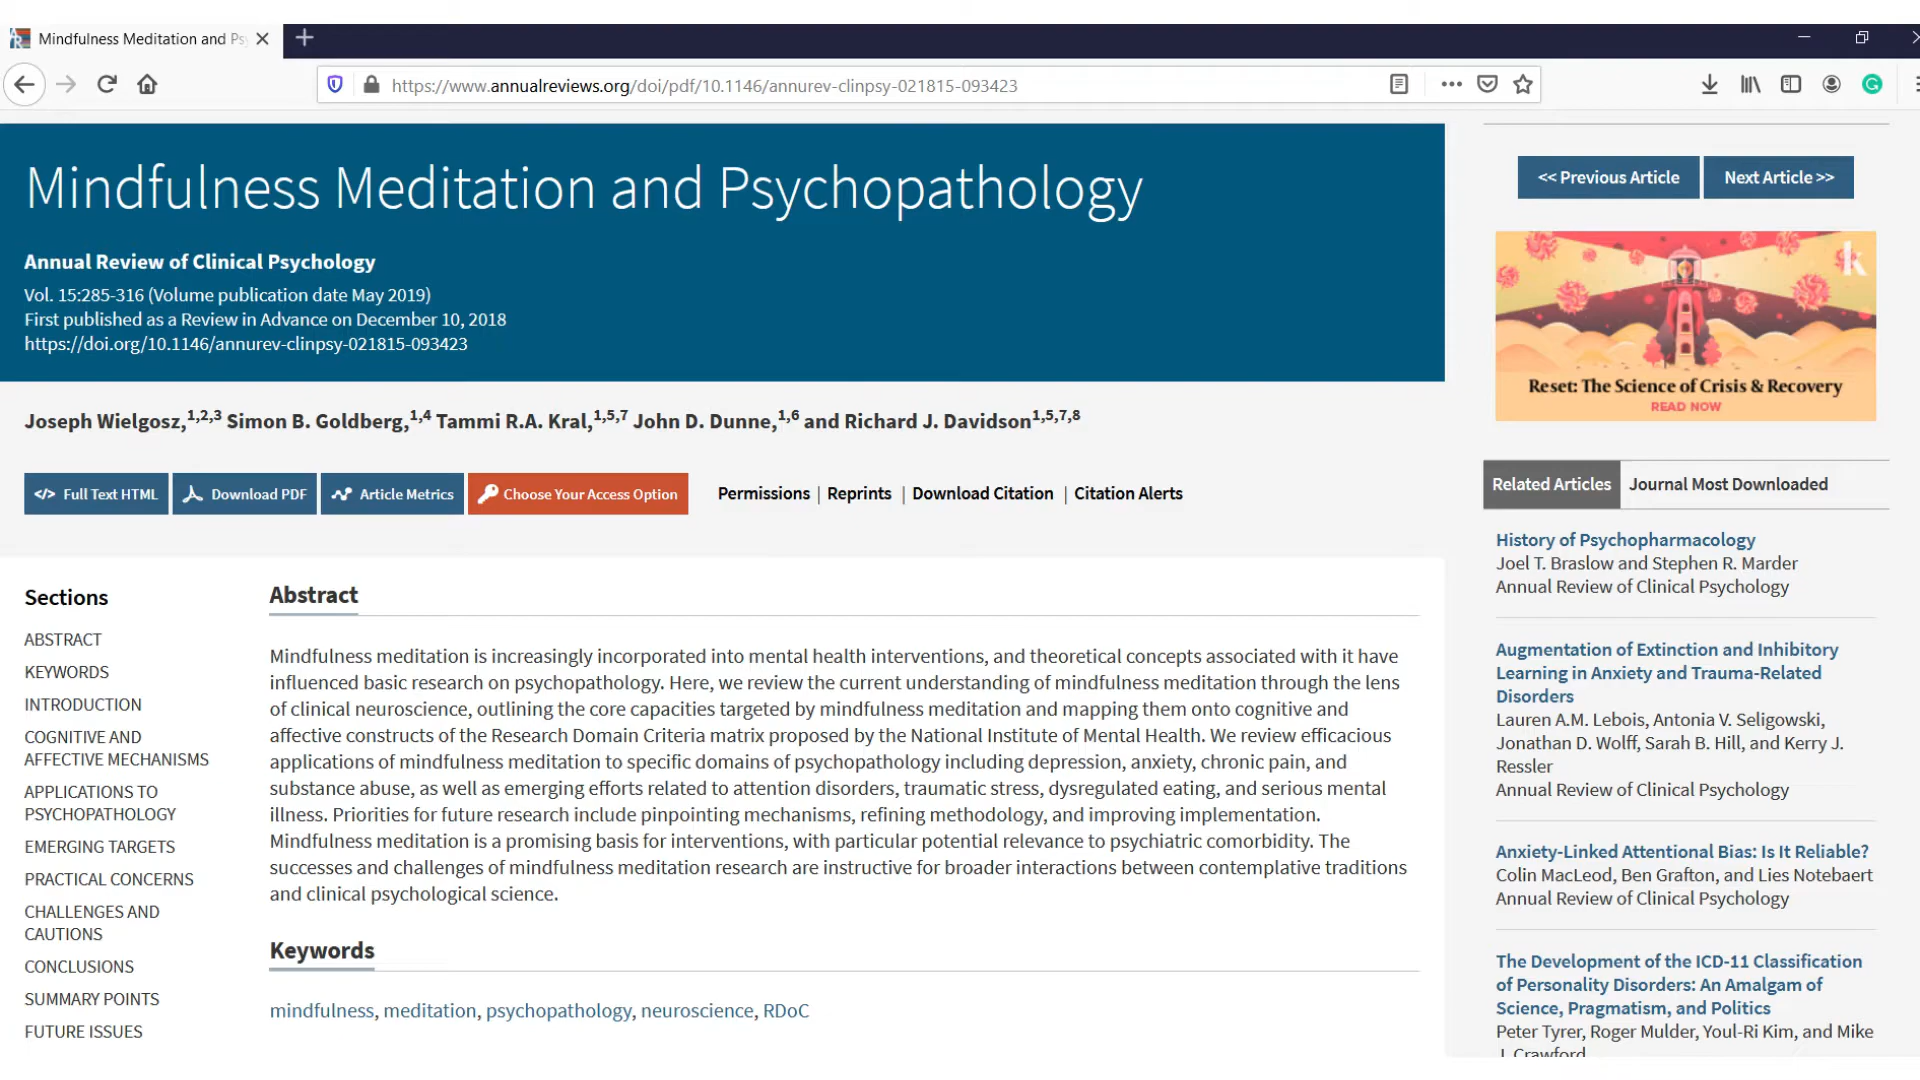 Mindfulness Meditation and Ps
https://www.annualreviews.org/doi/pdf/10.1146/annurev-clinpsy-021815-093423
Mindfulness Meditation and Psychopathology
Annual Review of Clinical Psychology
Vol. 15:285-316 (Volume publication date May 2019)
First published as a Review in Advance on December 10, 2018
https://doi.org/10.1146/annurev-clinpsy-021815-093423
Joseph Wielgosz,1,2,3 Simon B. Goldberg,1,4 Tammi R.A. Kral,1,5,7 John D. Dunne,1,6 and Richard J. Davidson1,5,7,8
</> Full Text HTML
Download PDF
Article Metrics
Choose Your Access Option
Permissions | Reprints | Download Citation | Citation Alerts
Sections
ABSTRACT
KEYWORDS
INTRODUCTION
COGNITIVE AND
AFFECTIVE MECHANISMS
APPLICATIONS TO
PSYCHOPATHOLOGY
EMERGING TARGETS
PRACTICAL CONCERNS
CHALLENGES AND
CAUTIONS
CONCLUSIONS
SUMMARY POINTS
FUTURE ISSUES
Abstract
Mindfulness meditation is increasingly incorporated into mental health interventions, and theoretical concepts associated with it have
influenced basic research on psychopathology. Here, we review the current understanding of mindfulness meditation through the lens
of clinical neuroscience, outlining the core capacities targeted by mindfulness meditation and mapping them onto cognitive and
affective constructs of the Research Domain Criteria matrix proposed by the National Institute of Mental Health. We review efficacious
applications of mindfulness meditation to specific domains of psychopathology including depression, anxiety, chronic pain, and
substance abuse, as well as emerging efforts related to attention disorders, traumatic stress, dysregulated eating, and serious mental
illness. Priorities for future research include pinpointing mechanisms, refining methodology, and improving implementation.
Mindfulness meditation is a promising basis for interventions, with particular potential relevance to psychiatric comorbidity. The
successes and challenges of mindfulness meditation research are instructive for broader interactions between contemplative traditions
and clinical psychological science.
Keywords
mindfulness, meditation, psychopathology, neuroscience, RDoC
<< Previous Article
Next Article >>
k
Reset: The Science of Crisis & Recovery
READ NOW
Related Articles
Journal Most Downloaded
History of Psychopharmacology
Joel T. Braslow and Stephen R. Marder
Annual Review of Clinical Psychology
Augmentation of Extinction and Inhibitory
Learning in Anxiety and Trauma-Related
Disorders
Lauren A.M. Lebois, Antonia V. Seligowski,
Jonathan D. Wolff, Sarah B. Hill, and Kerry J.
Ressler
Annual Review of Clinical Psychology
Anxiety-Linked Attentional Bias: Is It Reliable?
Colin MacLeod, Ben Grafton, and Lies Notebaert
Annual Review of Clinical Psychology
The Development of the ICD-11 Classification
of Personality Disorders: An Amalgam of
Science, Pragmatism, and Politics
Peter Tyrer, Roger Mulder, Youl-Ri Kim, and Mike
J. Crawford